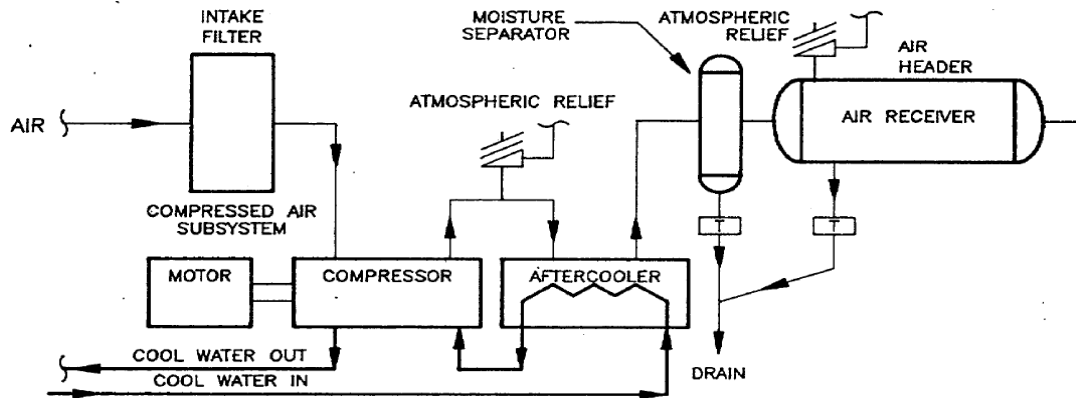 INTAKE
FILTER
MOISTURE
SEPARATOR
ATMOSPHERIC
RELIEF
AIR
HEADER
ATMOSPHERIC RELIEF
AIR
AIR RECEIVER
COMPRESSED AIR
SUBSYSTEM
T
T
MOTOR
COMPRESSOR
AFTERCOOLER
COOL WATER OUT
COOL WATER IN
DRAIN